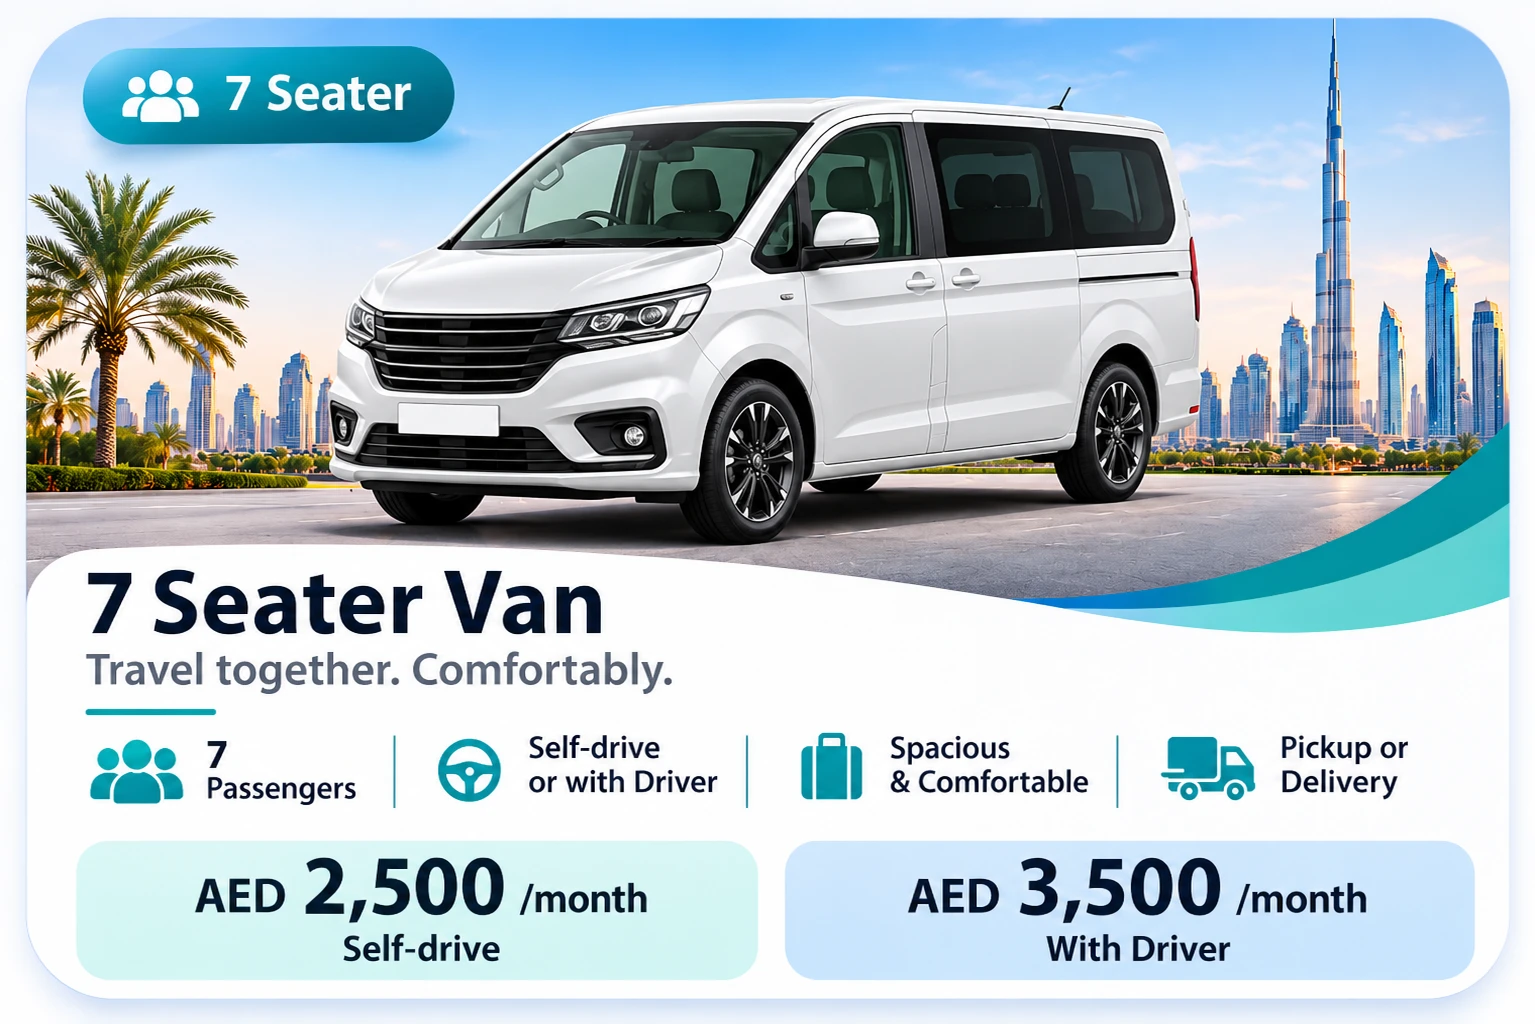 7 Seater
7 Seater Van
Travel together. Comfortably.
7
Passengers
Self-drive
or with Driver
Spacious
& Comfortable
Pickup or
Delivery
AED 2,500 /month
Self-drive
AED 3,500 /month
With Driver